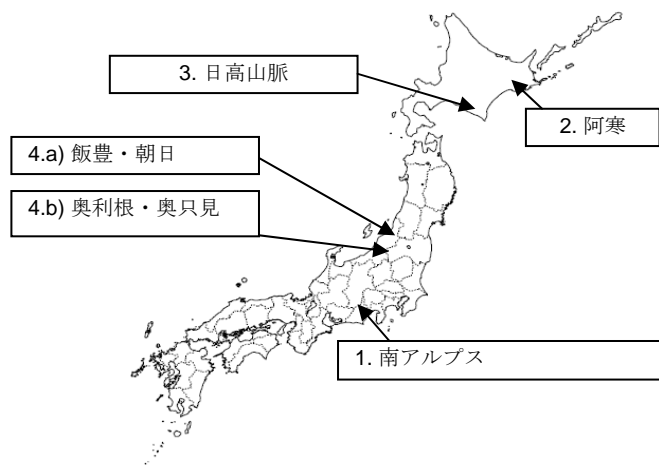 3. 日高山脈
2. 阿寒
4.a) 飯豊・朝日
4.b) 奥利根・奥只見
1. 南アルプス